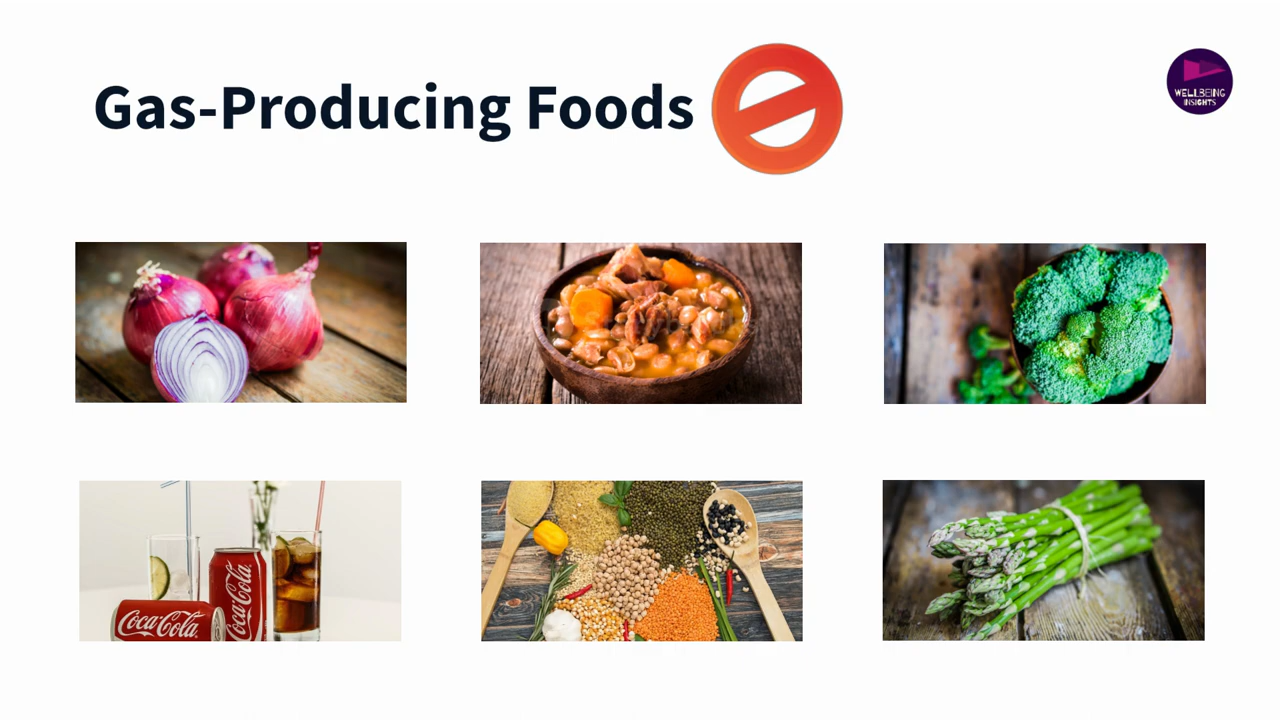 Gas-Producing Foods
WELLBEING
INSIGHTS
Coca-Cola
Coca-Cola